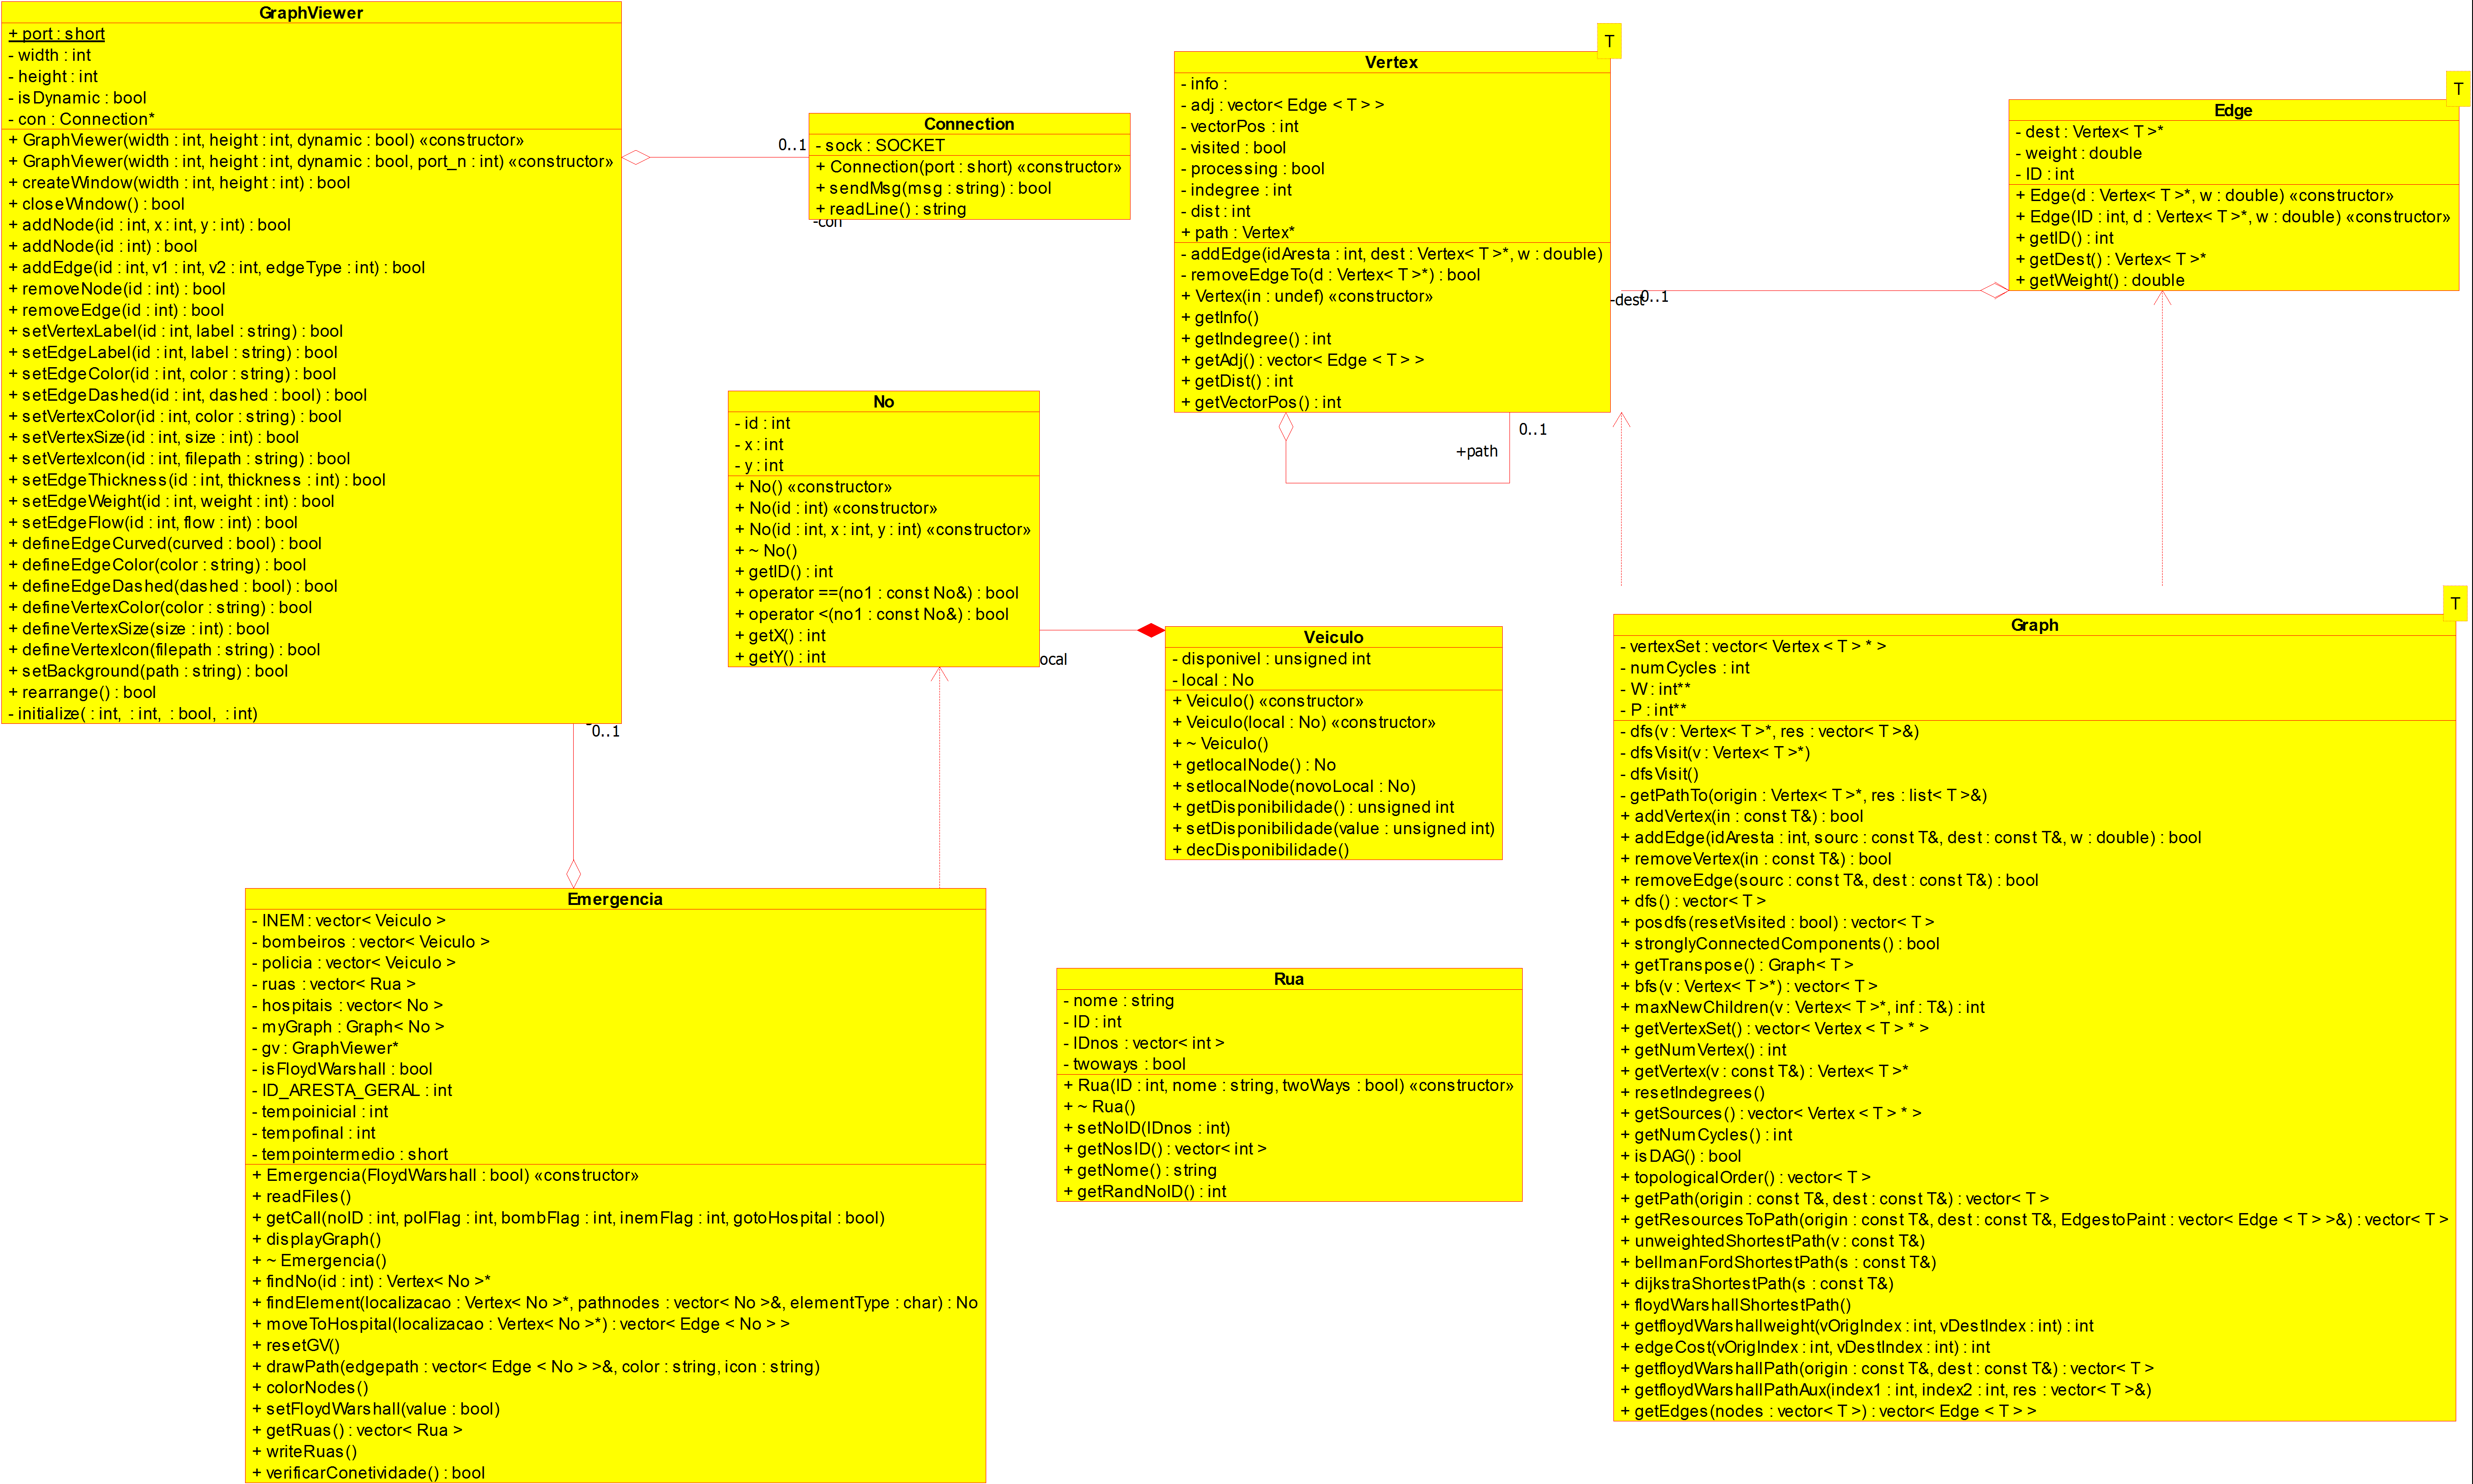 GraphViewer
+ port : short
- width : int
- height : int
- isDynamic : bool
- con : Connection*
+ GraphViewer(width : int, height : int, dynamic : bool) «constructor»
+ GraphViewer(width : int, height : int, dynamic : bool, port_n : int) «constructor»
+ createWindow(width : int, height : int) : bool
+ closeWindow() : bool
+ addNode(id : int, x : int, y : int) : bool
+ addNode(id : int) : bool
+ addEdge(id : int, v1 : int, v2 : int, edgeType : int) : bool
+ removeNode(id : int) : bool
+ removeEdge(id : int) : bool
+ setVertexLabel(id : int, label : string) : bool
+ setEdgeLabel(id : int, label : string) : bool
+ setEdgeColor(id : int, color : string) : bool
+ setEdgeDashed(id : int, dashed : bool) : bool
+ setVertexColor(id : int, color : string) : bool
+ setVertexSize(id : int, size : int) : bool
+ setVertexIcon(id : int, filepath : string) : bool
+ setEdgeThickness(id : int, thickness : int) : bool
+ setEdgeWeight(id : int, weight : int) : bool
+ setEdgeFlow(id : int, flow : int) : bool
+ defineEdgeCurved(curved : bool) : bool
+ defineEdgeColor(color : string) : bool
+ defineEdgeDashed(dashed : bool) : bool
+ defineVertexColor(color : string) : bool
+ defineVertexSize(size : int) : bool
+ defineVertexIcon(filepath : string) : bool
+ setBackground(path : string) : bool
+ rearrange() : bool
- initialize( : int, : int, : bool, : int)
0..1
0..1
Connection
- sock : SOCKET
+ Connection(port : short) «constructor»
+ sendMsg(msg : string) : bool
+ readLine() : string
-con
T
Vertex
- info :
- adj : vector< Edge < T > >
- vectorPos : int
- visited : bool
- processing : bool
- indegree : int
- dist : int
+ path : Vertex*
- addEdge(idAresta : int, dest : Vertex< T >*, w : double)
- removeEdgeTo(d : Vertex< T >*) : bool
+ Vertex(in : undef) «constructor»
+ getInfo()
+ getIndegree() : int
+ getAdj() : vector< Edge < T > >
+ getDist() : int
+ getVectorPos() : int
0..1
+path
-dest
0..1
T
Edge
- dest : Vertex< T >*
- weight : double
- ID : int
+ Edge(d : Vertex< T >*, w : double) «constructor»
+ Edge(ID : int, d : Vertex< T >*, w : double) «constructor»
+ getID() : int
+ getDest() : Vertex< T >*
+ getWeight() : double
No
- id : int
- x : int
- y : int
+ No() «constructor»
+ No(id : int) «constructor»
+ No(id : int, x : int, y : int) «constructor»
+ ~ No()
+ getID() : int
+ operator ==(no1 : const No&) : bool
+ operator <(no1 : const No&) : bool
+ getX() : int
+ getY() : int
ocal
Veiculo
- disponivel : unsigned int
- local : No
+ Veiculo() «constructor»
+ Veiculo(local : No) «constructor»
+ ~ Veiculo()
+ getlocalNode() : No
+ setlocalNode(novoLocal : No)
+ getDisponibilidade() : unsigned int
+ setDisponibilidade(value : unsigned int)
+ decDisponibilidade()
T
Graph
- vertexSet : vector< Vertex < T > * >
- numCycles : int
- W : int**
- P : int**
- dfs(v : Vertex< T >*, res : vector< T >&)
- dfsVisit(v : Vertex< T >*)
- dfsVisit()
- getPathTo(origin : Vertex< T >*, res : list< T >&)
+ addVertex(in : const T&) : bool
+ addEdge(idAresta : int, sourc : const T&, dest : const T&, w : double) : bool
+ removeVertex(in : const T&) : bool
+ removeEdge(sourc : const T&, dest : const T&) : bool
+ dfs() : vector< T >
+ posdfs(resetVisited : bool) : vector< T >
+ stronglyConnectedComponents() : bool
+ getTranspose() : Graph< T >
+ bfs(v : Vertex< T >*) : vector< T >
+ maxNewChildren(v : Vertex< T >*, inf : T&) : int
+ getVertexSet() : vector< Vertex < T > * >
+ getNumVertex() : int
+ getVertex(v : const T&) : Vertex< T >*
+ resetIndegrees()
+ getSources() : vector< Vertex < T > * >
+ getNumCycles() : int
+ isDAG() : bool
+ topologicalOrder() : vector< T >
+ getPath(origin : const T&, dest : const T&) : vector< T >
+ getResourcesToPath(origin : const T&, dest : const T&, EdgestoPaint : vector< Edge < T > >&) : vector< T >
+ unweightedShortestPath(v : const T&)
+ bellmanFordShortestPath(s : const T&)
+ dijkstraShortestPath(s : const T&)
+ floydWarshallShortestPath()
+ getfloydWarshallweight(vOrigIndex : int, vDestIndex : int) : int
+ edgeCost(vOrigIndex : int, vDestIndex : int) : int
+ getfloydWarshallPath(origin : const T&, dest : const T&) : vector< T >
+ getfloydWarshallPathAux(index1 : int, index2 : int, res : vector< T >&)
+ getEdges(nodes : vector< T >) : vector< Edge < T > >
Emergencia
- INEM : vector< Veiculo >
- bombeiros : vector< Veiculo >
- policia : vector< Veiculo >
- ruas : vector< Rua >
- hospitais : vector< No >
- myGraph : Graph< No >
- gv : GraphViewer*
- isFloydWarshall : bool
- ID_ARESTA_GERAL : int
- tempoinicial : int
- tempofinal : int
- tempointermedio : short
+ Emergencia(FloydWarshall : bool) «constructor»
+ readFiles()
+ getCall(noID : int, polFlag : int, bombFlag : int, inemFlag : int, gotoHospital : bool)
+ displayGraph()
+ ~ Emergencia()
+ findNo(id : int) : Vertex< No >*
+ findElement(localizacao : Vertex< No >*, pathnodes : vector< No >&, elementType : char) : No
+ moveToHospital(localizacao : Vertex< No >*) : vector< Edge < No > >
+ resetGV()
+ drawPath(edgepath : vector< Edge < No > >&, color : string, icon : string)
+ colorNodes()
+ setFloydWarshall(value : bool)
+ getRuas() : vector< Rua >
+ writeRuas()
+ verificarConetividade() : bool
Rua
- nome : string
- ID : int
- IDnos : vector< int >
- twoways : bool
+ Rua(ID : int, nome : string, twoWays : bool) «constructor»
+ ~ Rua()
+ setNoID(IDnos : int)
+ getNosID() : vector< int >
+ getNome() : string
+ getRandNoID() : int